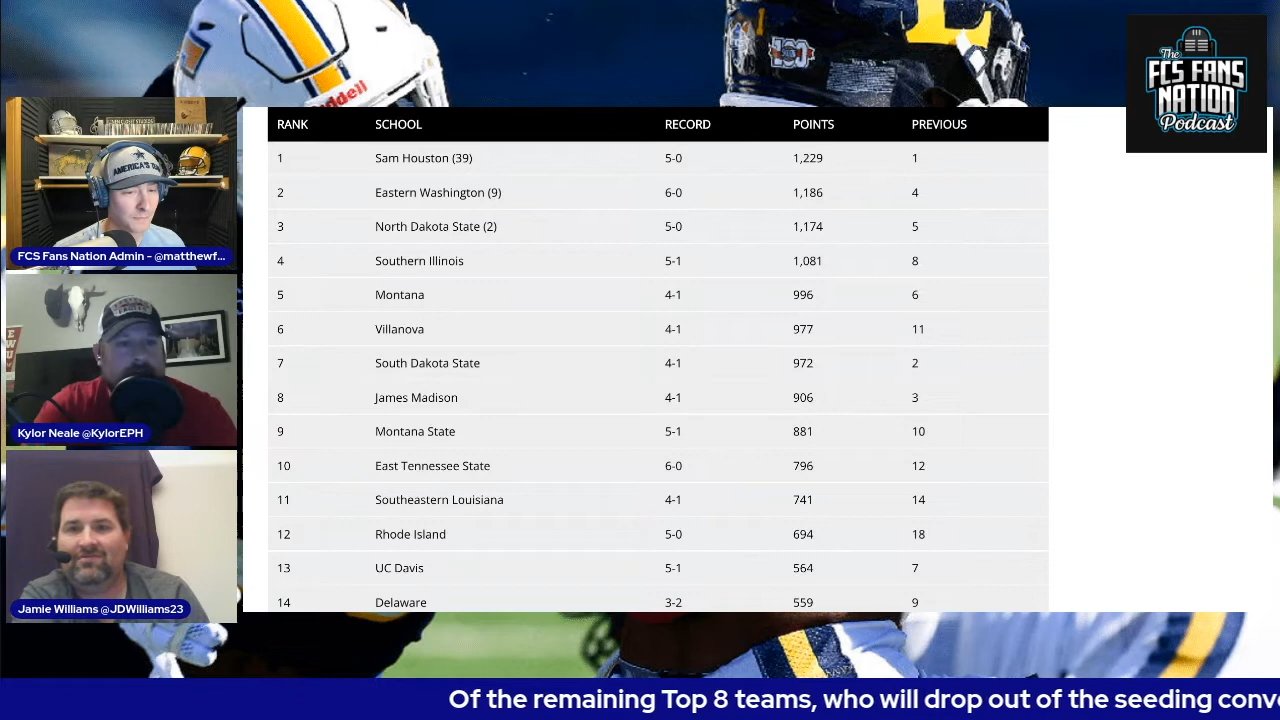 The
FCS FANS
NATION
Podcast
Riddell
RANK SCHOOL RECORD POINTS PREVIOUS
1 Sam Houston (39) 5-0 1,229 1
2 Eastern Washington (9) 6-0 1,186 4
3 North Dakota State (2) 5-0 1,174 5
4 Southern Illinois 5-1 1,081 8
5 Montana 4-1 996 6
6 Villanova 4-1 977 11
7 South Dakota State 4-1 972 2
8 James Madison 4-1 906 3
9 Montana State 5-1 881 10
10 East Tennessee State 6-0 796 12
11 Southeastern Louisiana 4-1 741 14
12 Rhode Island 5-0 694 18
13 UC Davis 5-1 564 7
14 Delaware 3-2 559 9
AMERICA'S
FCS Fans Nation Admin - @matthewf...
Kylor Neale @KylorEPH
Jamie Williams @JDWilliams23
Of the remaining Top 8 teams, who will drop out of the seeding conv